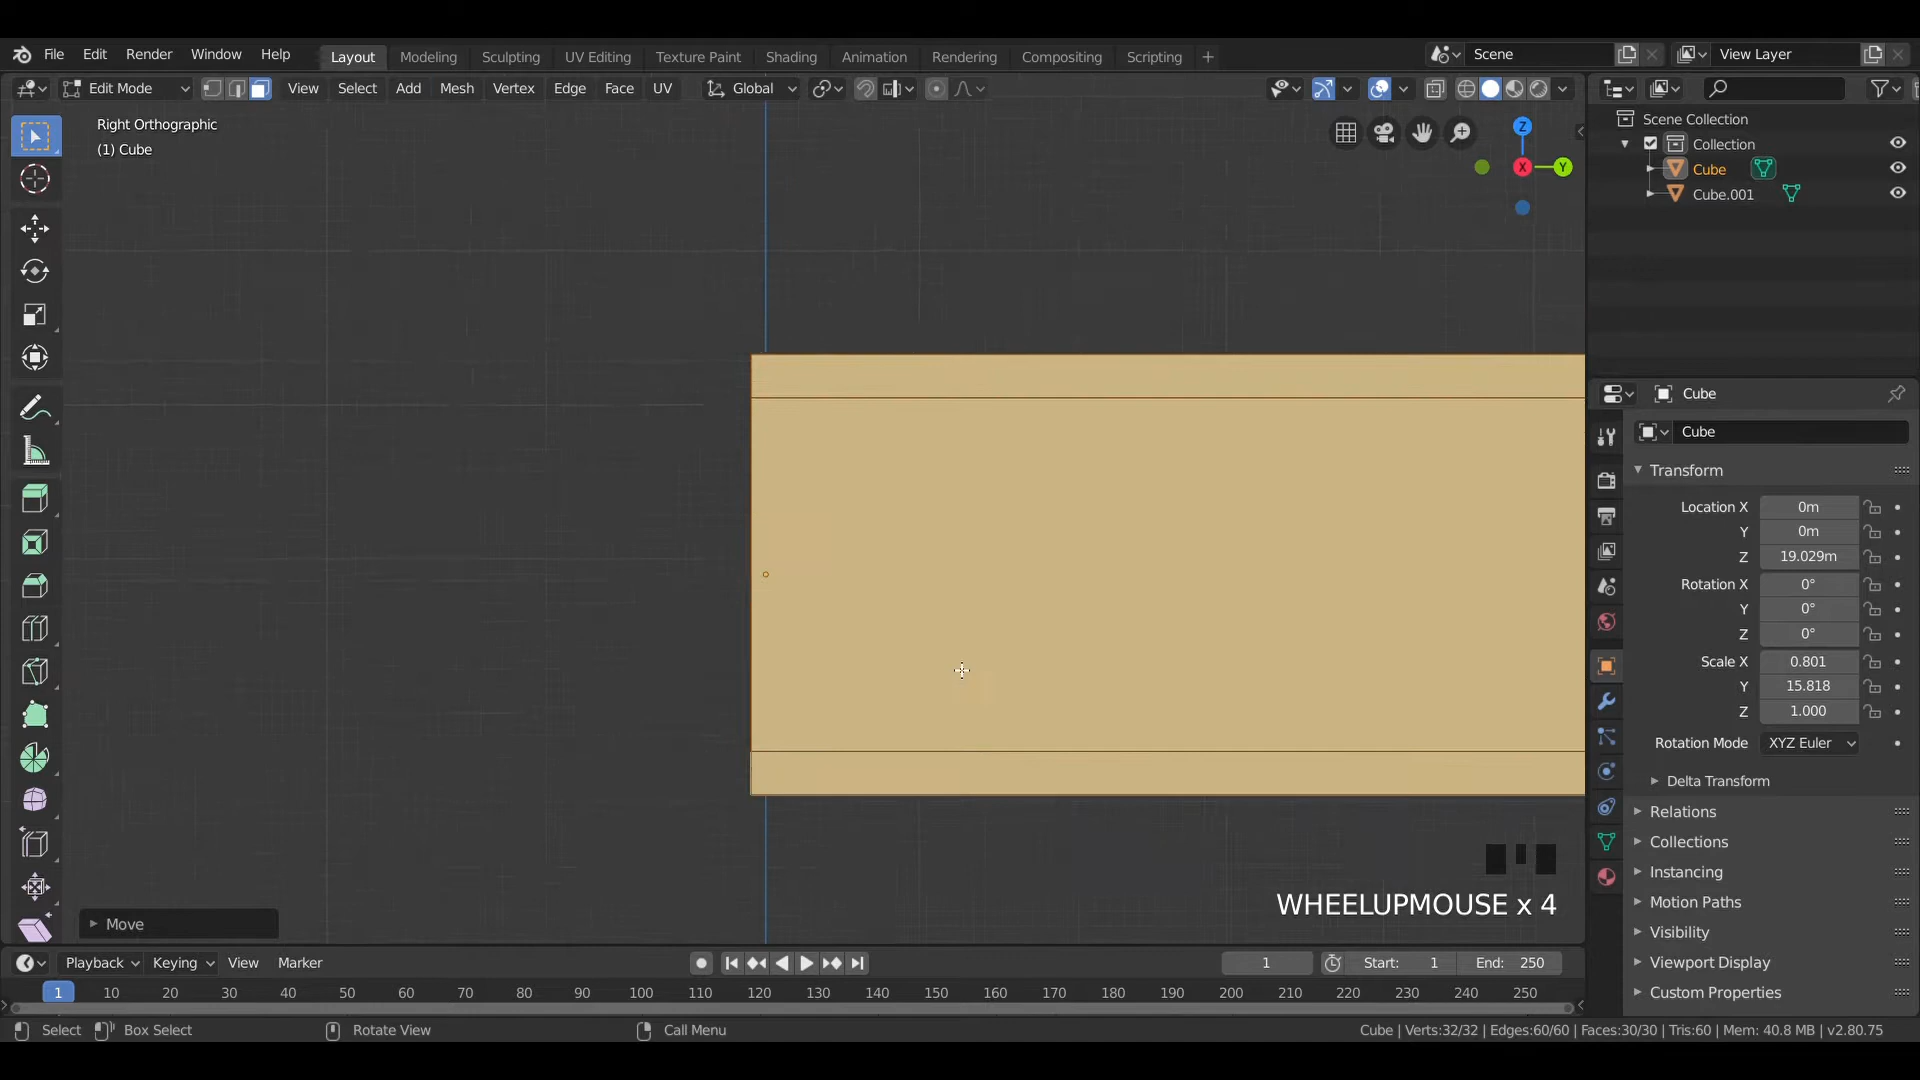 File Edit Render Window Help Layout Modeling Sculpting UV Editing Texture Paint Shading Animation Rendering Compositing Scripting + Scene View Layer
Edit Mode View Select Add Mesh Vertex Edge Face UV Global
Right Orthographic
(1) Cube
Z
X
Y
Scene Collection
Collection
Cube
Cube.001
Cube
Cube
Transform
Location X 0m
Y 0m
Z 19.029m
Rotation X 0°
Y 0°
Z 0°
Scale X 0.801
Y 15.818
Z 1.000
Rotation Mode XYZ Euler
Delta Transform
Relations
Collections
Instancing
Motion Paths
Visibility
Viewport Display
Custom Properties
WHEELUPMOUSE x 4
Move
Playback Keying View Marker 1 Start: 1 End: 250
1 10 20 30 40 50 60 70 80 90 100 110 120 130 140 150 160 170 180 190 200 210 220 230 240 250
Select Box Select Rotate View Call Menu Cube | Verts:32/32 | Edges:60/60 | Faces:30/30 | Tris:60 | Mem: 40.8 MB | v2.80.75